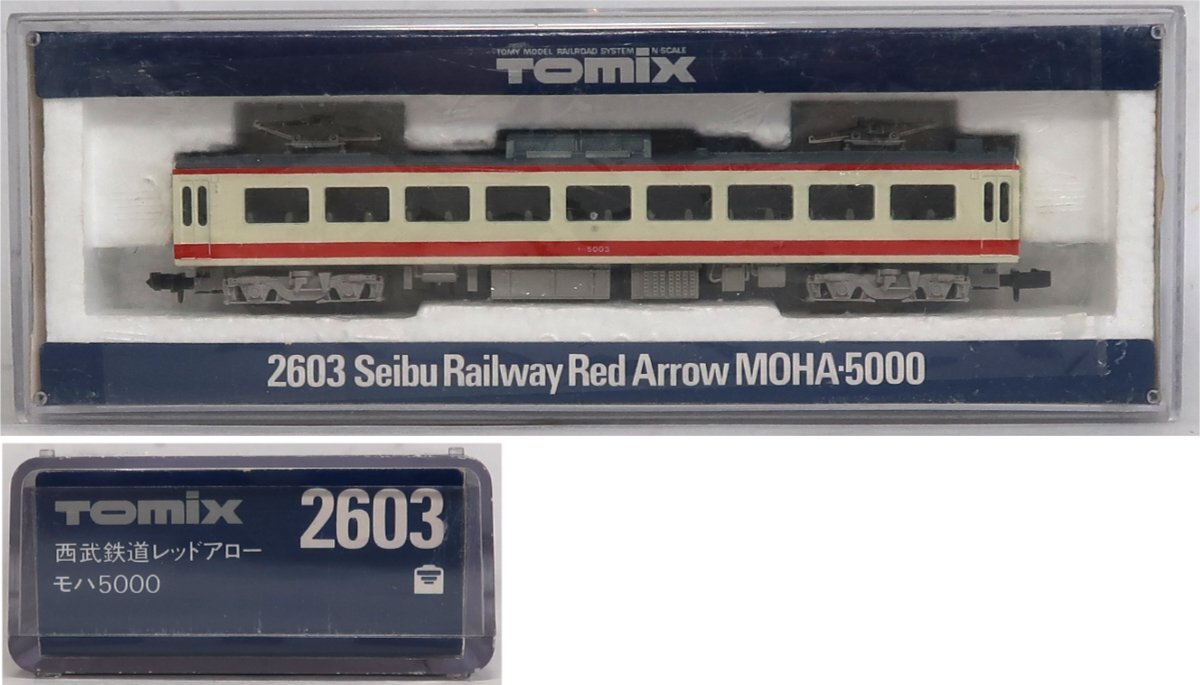 TOMY MODEL RAILROAD SYSTEM N-SCALE
TOMIX
5003
2603 Seibu Railway Red Arrow MOHA·5000
TOMIX 2603
西武鉄道レッドアロー
モハ5000